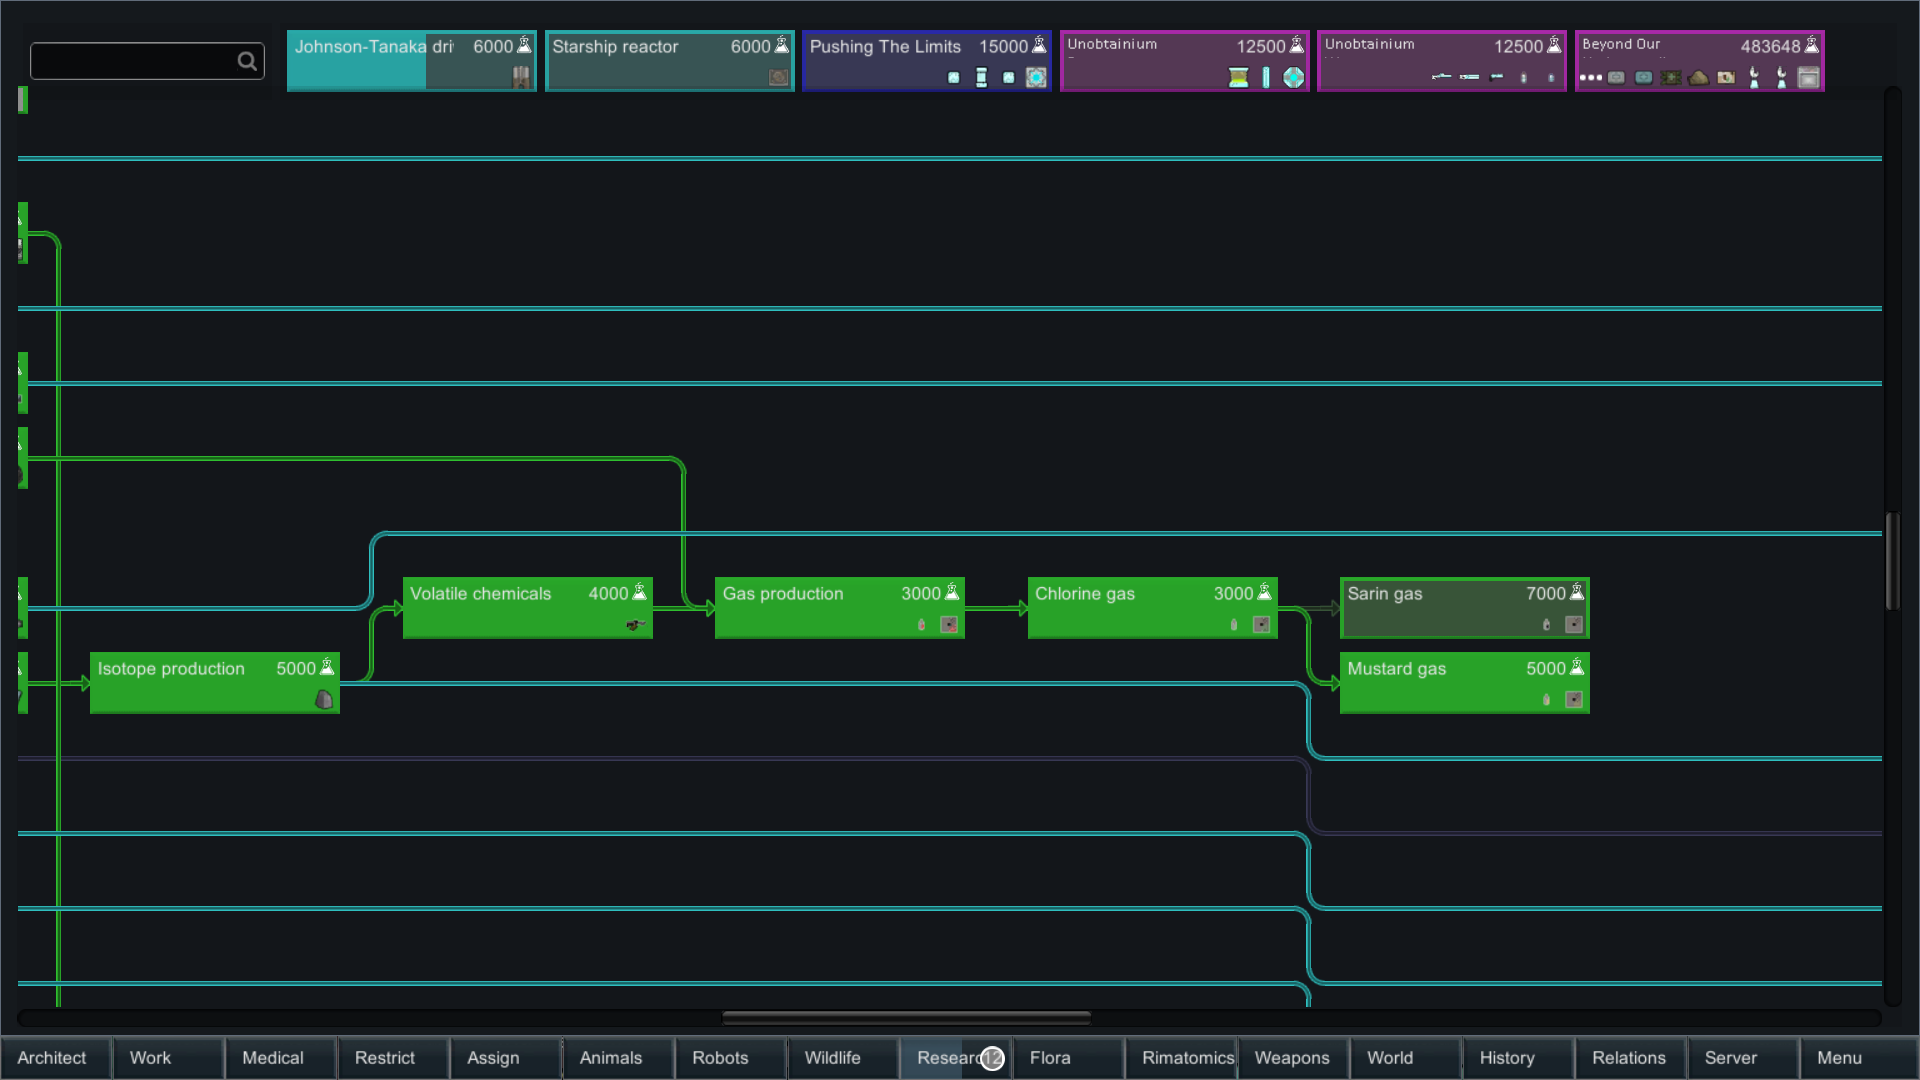 Johnson-Tanaka dri 6000
Starship reactor 6000
Pushing The Limits 15000
Unobtainium 12500
Unobtainium 12500
Beyond Our 483648
Volatile chemicals 4000
Gas production 3000
Chlorine gas 3000
Sarin gas 7000
Isotope production 5000
Mustard gas 5000
Architect
Work
Medical
Restrict
Assign
Animals
Robots
Wildlife
Researc 12
Flora
Rimatomics
Weapons
World
History
Relations
Server
Menu